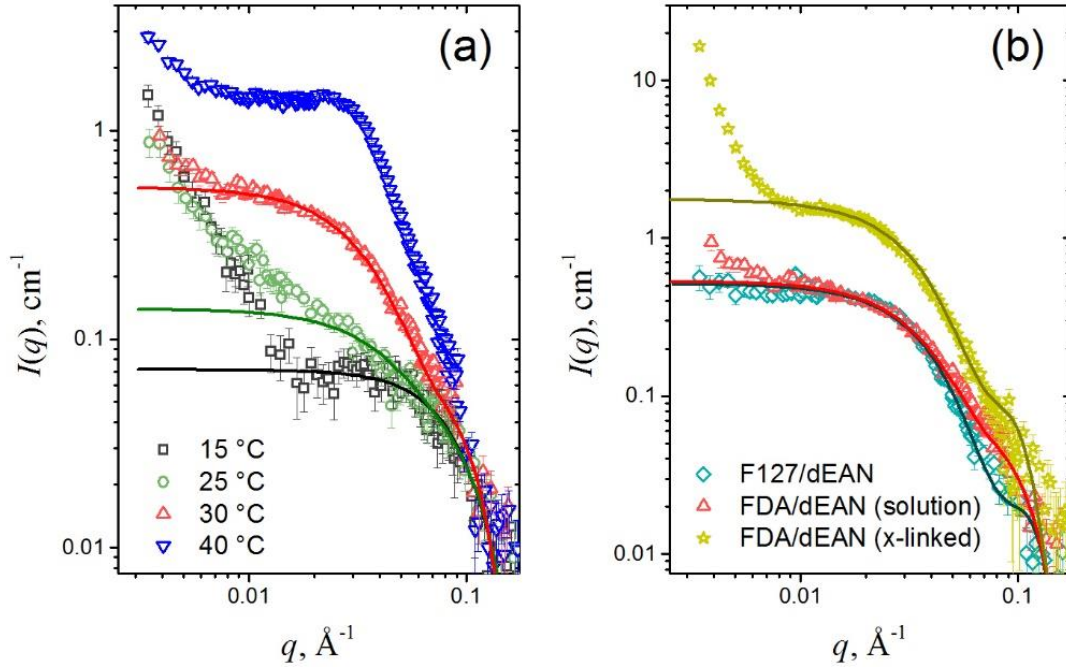 (a)
I(q), cm⁻¹
1
0.1
0.01
15 °C
25 °C
30 °C
40 °C
0.01
0.1
q, Å⁻¹
(b)
I(q), cm⁻¹
10
1
0.1
0.01
F127/dEAN
FDA/dEAN (solution)
FDA/dEAN (x-linked)
0.01
0.1
q, Å⁻¹